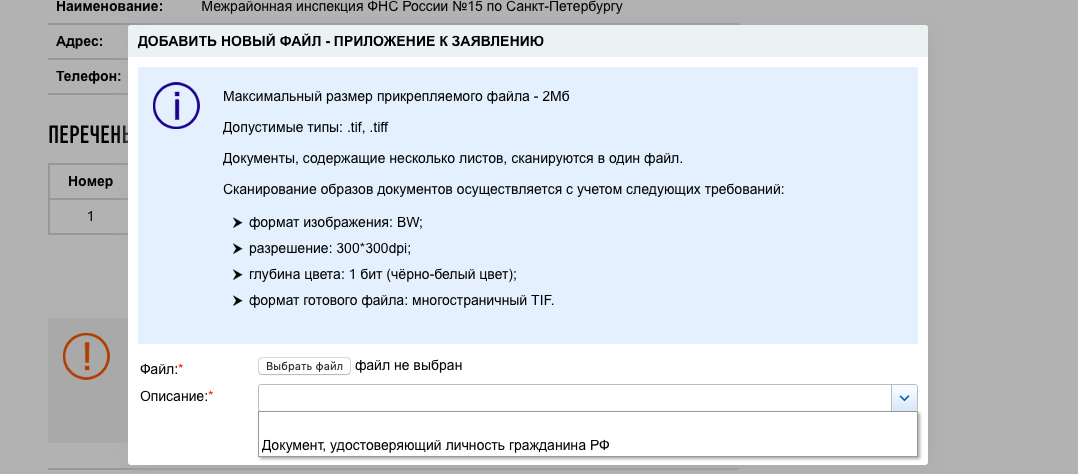 Наименование: Межрайонная инспекция ФНС России №15 по Санкт-Петербургу
Адрес:
ДОБАВИТЬ НОВЫЙ ФАЙЛ - ПРИЛОЖЕНИЕ К ЗАЯВЛЕНИЮ
Телефон:
Максимальный размер прикрепляемого файла - 2Мб
Допустимые типы: .tif, .tiff
ПЕРЕЧЕНЬ
Документы, содержащие несколько листов, сканируются в один файл.
Номер
Сканирование образов документов осуществляется с учетом следующих требований:
1
➤ формат изображения: BW;
➤ разрешение: 300*300dpi;
➤ глубина цвета: 1 бит (чёрно-белый цвет);
➤ формат готового файла: многостраничный TIF.
Файл:* Выбрать файл файл не выбран
Описание:*
Документ, удостоверяющий личность гражданина РФ